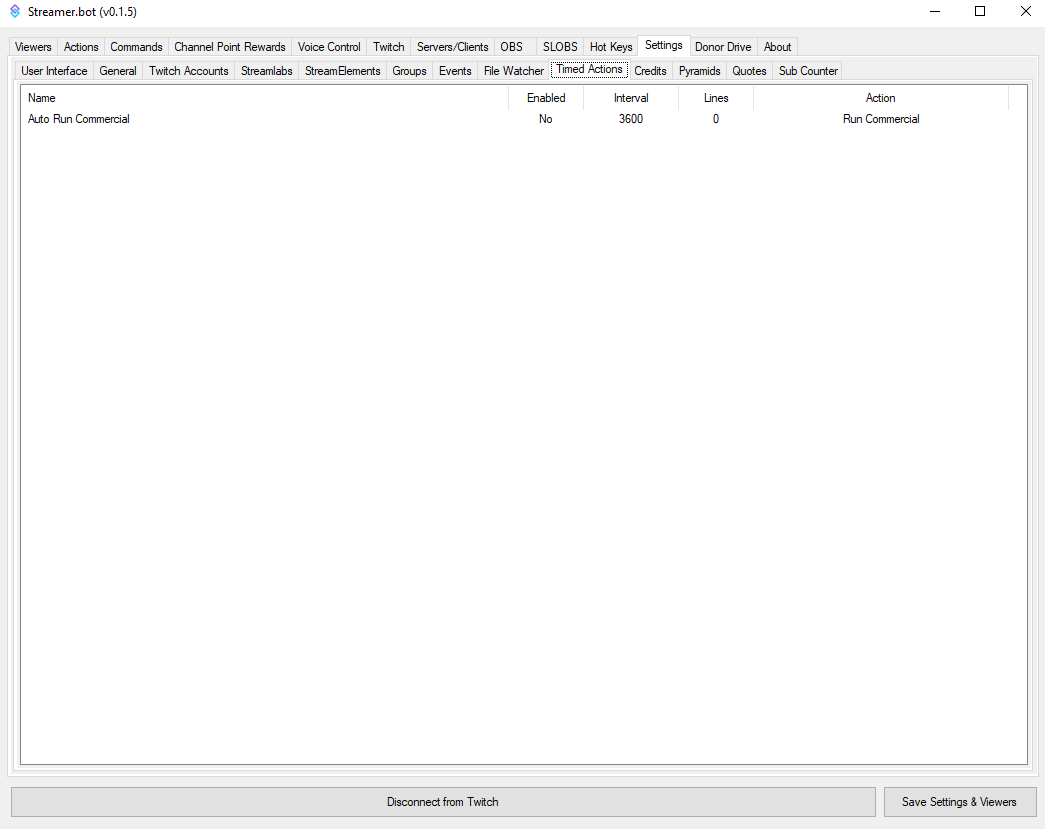 Streamer.bot (v0.1.5)
Viewers Actions Commands Channel Point Rewards Voice Control Twitch Servers/Clients OBS SLOBS Hot Keys Settings Donor Drive About
User Interface General Twitch Accounts Streamlabs StreamElements Groups Events File Watcher Timed Actions Credits Pyramids Quotes Sub Counter
Name Enabled Interval Lines Action
Auto Run Commercial No 3600 0 Run Commercial
Disconnect from Twitch Save Settings & Viewers